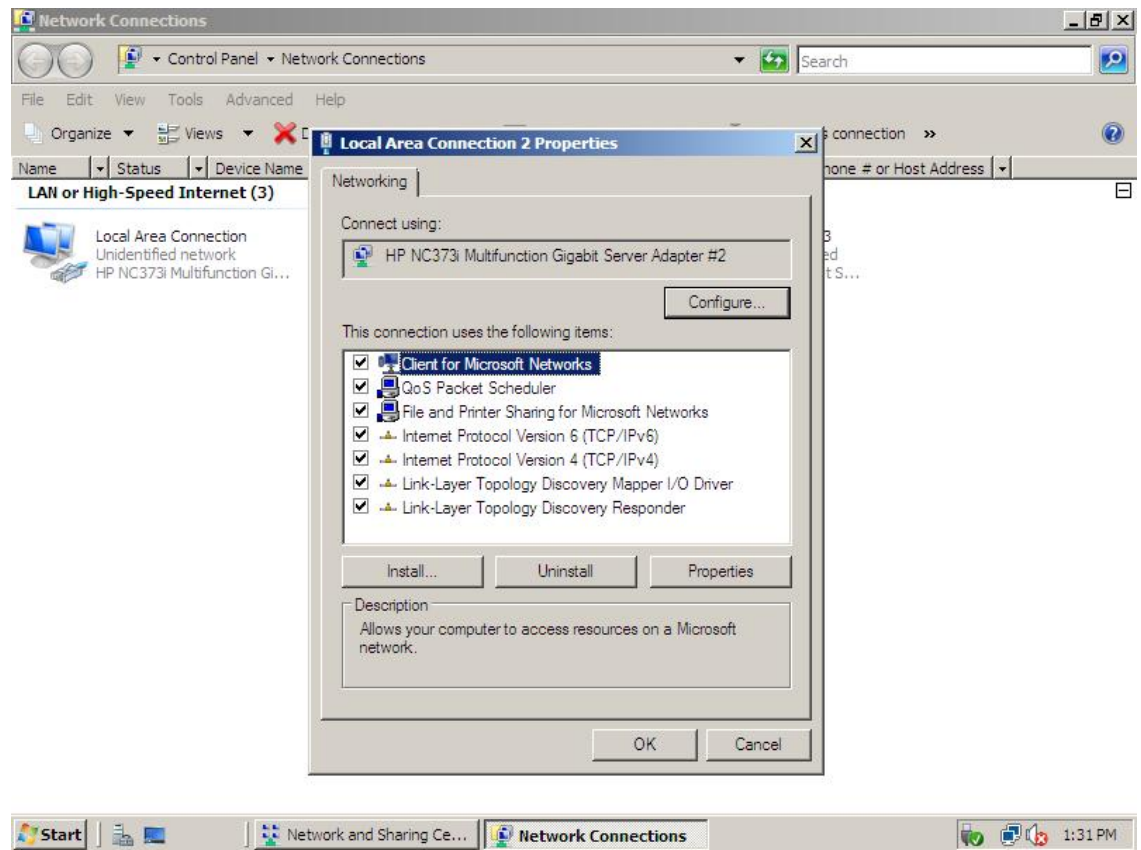 Network Connections
Control Panel Network Connections
Search
File Edit View Tools Advanced Help
Organize Views
s connection »
Name Status Device Name
hone # or Host Address
LAN or High-Speed Internet (3)
Local Area Connection
Unidentified network
HP NC373i Multifunction Gi...
3
ed
t S...
Local Area Connection 2 Properties
Networking
Connect using:
HP NC373i Multifunction Gigabit Server Adapter #2
Configure...
This connection uses the following items:
Client for Microsoft Networks
QoS Packet Scheduler
File and Printer Sharing for Microsoft Networks
Internet Protocol Version 6 (TCP/IPv6)
Internet Protocol Version 4 (TCP/IPv4)
Link-Layer Topology Discovery Mapper I/O Driver
Link-Layer Topology Discovery Responder
Install... Uninstall Properties
Description
Allows your computer to access resources on a Microsoft
network.
OK Cancel
Start Network and Sharing Ce... Network Connections 1:31 PM